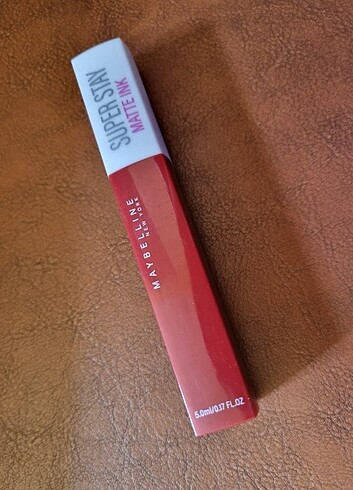 SUPER STAY
MATTE INK
MAYBELLINE
NEW YORK
5.0ml/0.17 FL.OZ